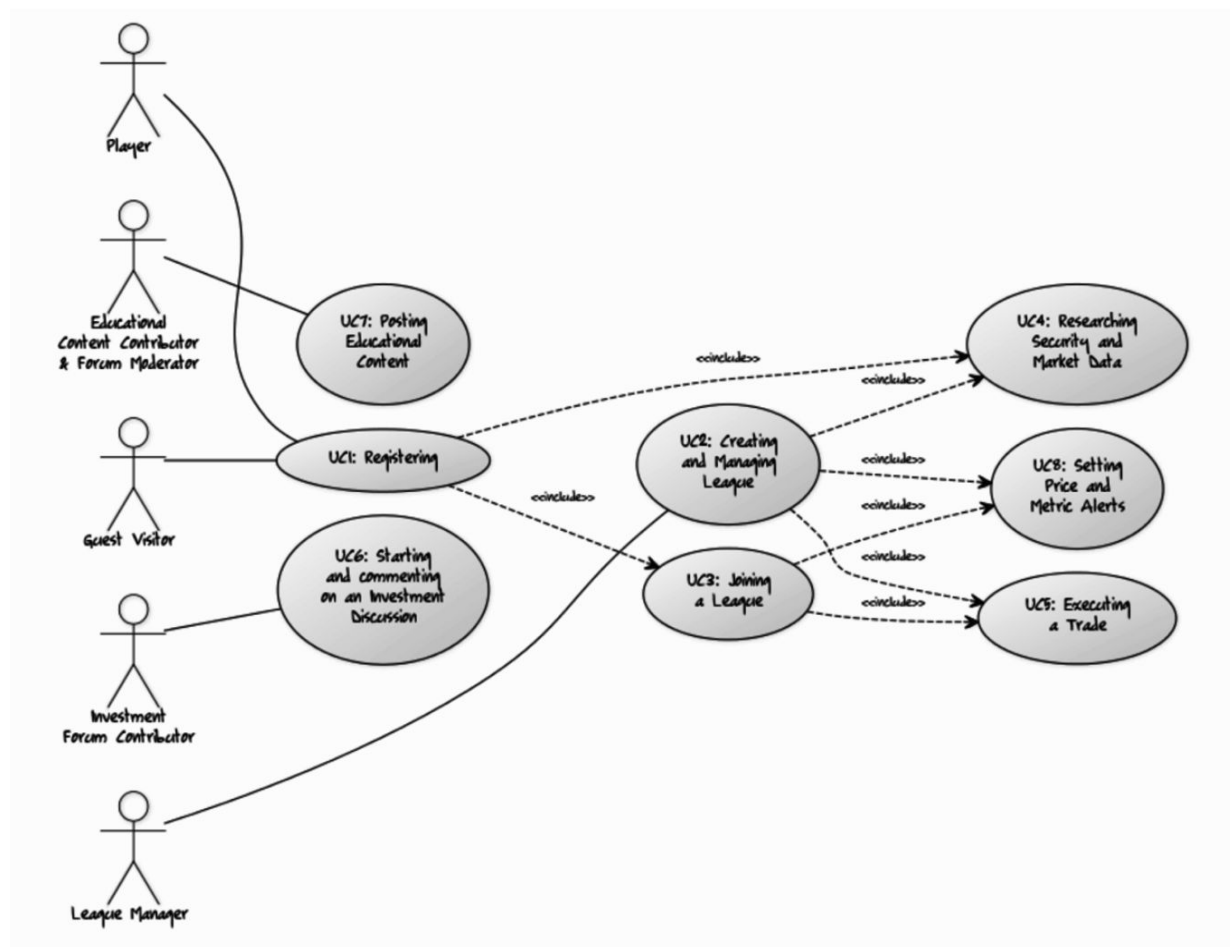 Player
Educational
Content Contributor
& Forum Moderator
Guest Visitor
Investment
Forum Contributor
League Manager
UC7: Posting
Educational
Content
UC1: Registering
UC6: Starting
and commenting
on an Investment
Discussion
<<include>>
<<include>>
UC2: Creating
and Managing
League
UC3: Joining
a League
<<include>>
<<include>>
<<include>>
<<include>>
<<include>>
UC4: Researching
Security and
Market Data
UC8: Setting
Price and
Metric Alerts
UC5: Executing
a Trade